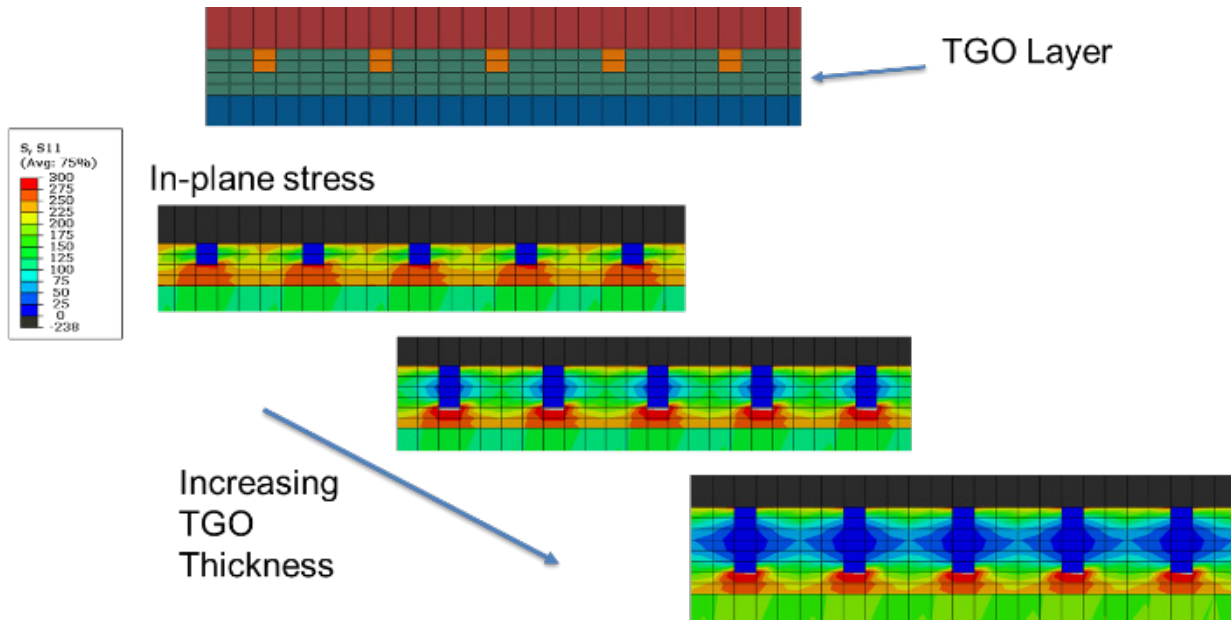 TGO Layer
S, S11
(Avg: 75%)
300
275
250
225
200
175
150
125
100
75
50
25
0
-238
In-plane stress
Increasing
TGO
Thickness